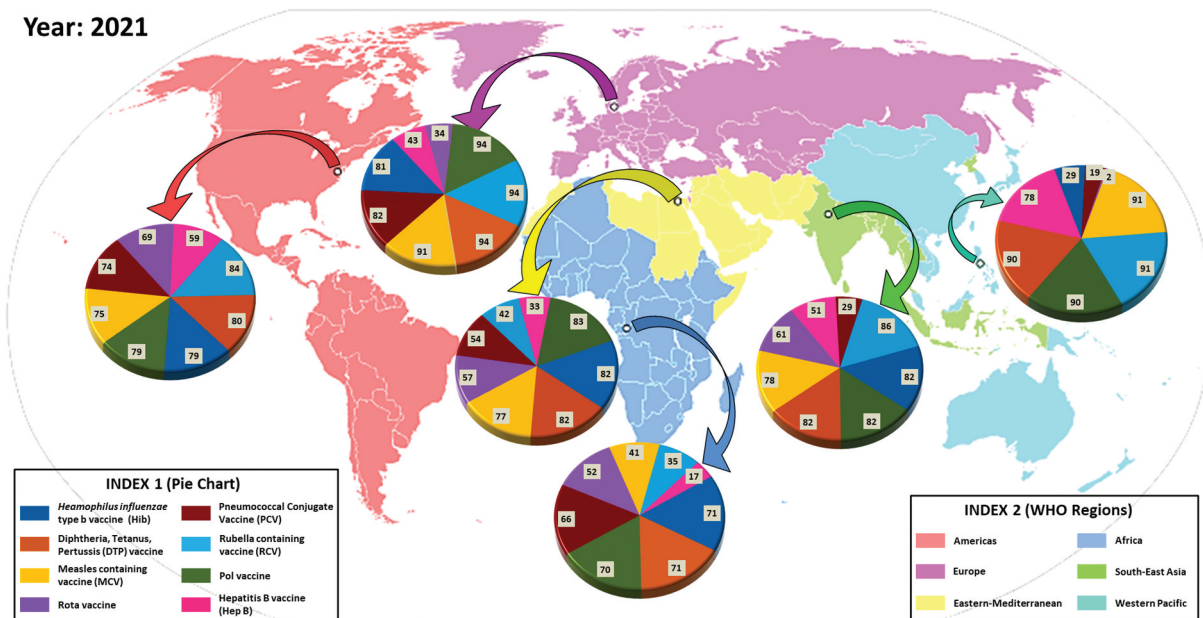 Year: 2021
34
94
94
94
91
82
81
43
59
84
80
79
79
75
74
69
33
83
82
82
77
57
54
42
29
86
82
82
82
78
61
51
29
19
2
91
91
90
90
78
41
35
17
71
71
70
66
52
INDEX 1 (Pie Chart)
Heamophilus influenzae
type b vaccine (Hib)
Pneumococcal Conjugate
Vaccine (PCV)
Diphtheria, Tetanus,
Pertussis (DTP) vaccine
Rubella containing
vaccine (RCV)
Measles containing
vaccine (MCV)
Pol vaccine
Rota vaccine
Hepatitis B vaccine
(Hep B)
INDEX 2 (WHO Regions)
Americas
Africa
Europe
South-East Asia
Eastern-Mediterranean
Western Pacific